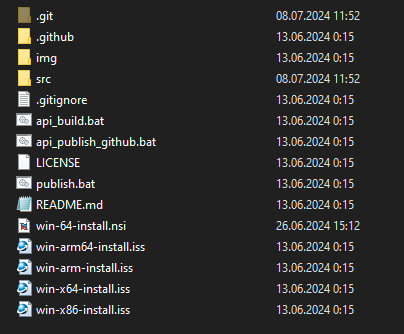 .git 08.07.2024 11:52
.github 13.06.2024 0:15
img 13.06.2024 0:15
src 08.07.2024 11:52
.gitignore 13.06.2024 0:15
api_build.bat 13.06.2024 0:15
api_publish_github.bat 13.06.2024 0:15
LICENSE 13.06.2024 0:15
publish.bat 13.06.2024 0:15
README.md 13.06.2024 0:15
win-64-install.nsi 26.06.2024 15:12
win-arm64-install.iss 13.06.2024 0:15
win-arm-install.iss 13.06.2024 0:15
win-x64-install.iss 13.06.2024 0:15
win-x86-install.iss 13.06.2024 0:15